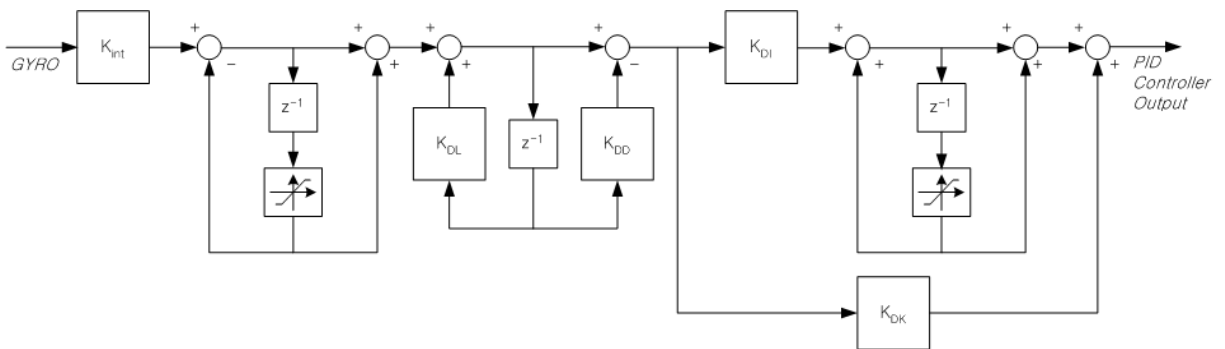 GYRO
K_int
+
−
z⁻¹
+
+
+
+
K_DL
z⁻¹
K_DD
+
−
K_DI
+
+
z⁻¹
+
+
K_DK
+
+
PID
Controller
Output